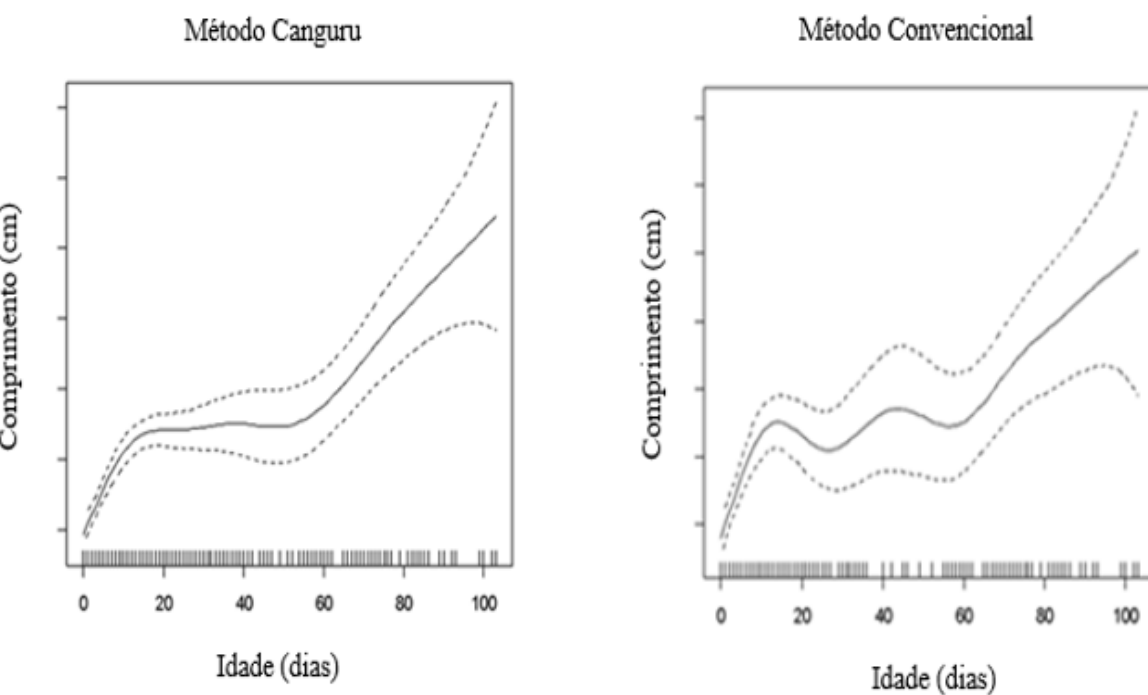 Método Canguru
Comprimento (cm)
0 20 40 60 80 100
Idade (dias)
Método Convencional
Comprimento (cm)
0 20 40 60 80 100
Idade (dias)